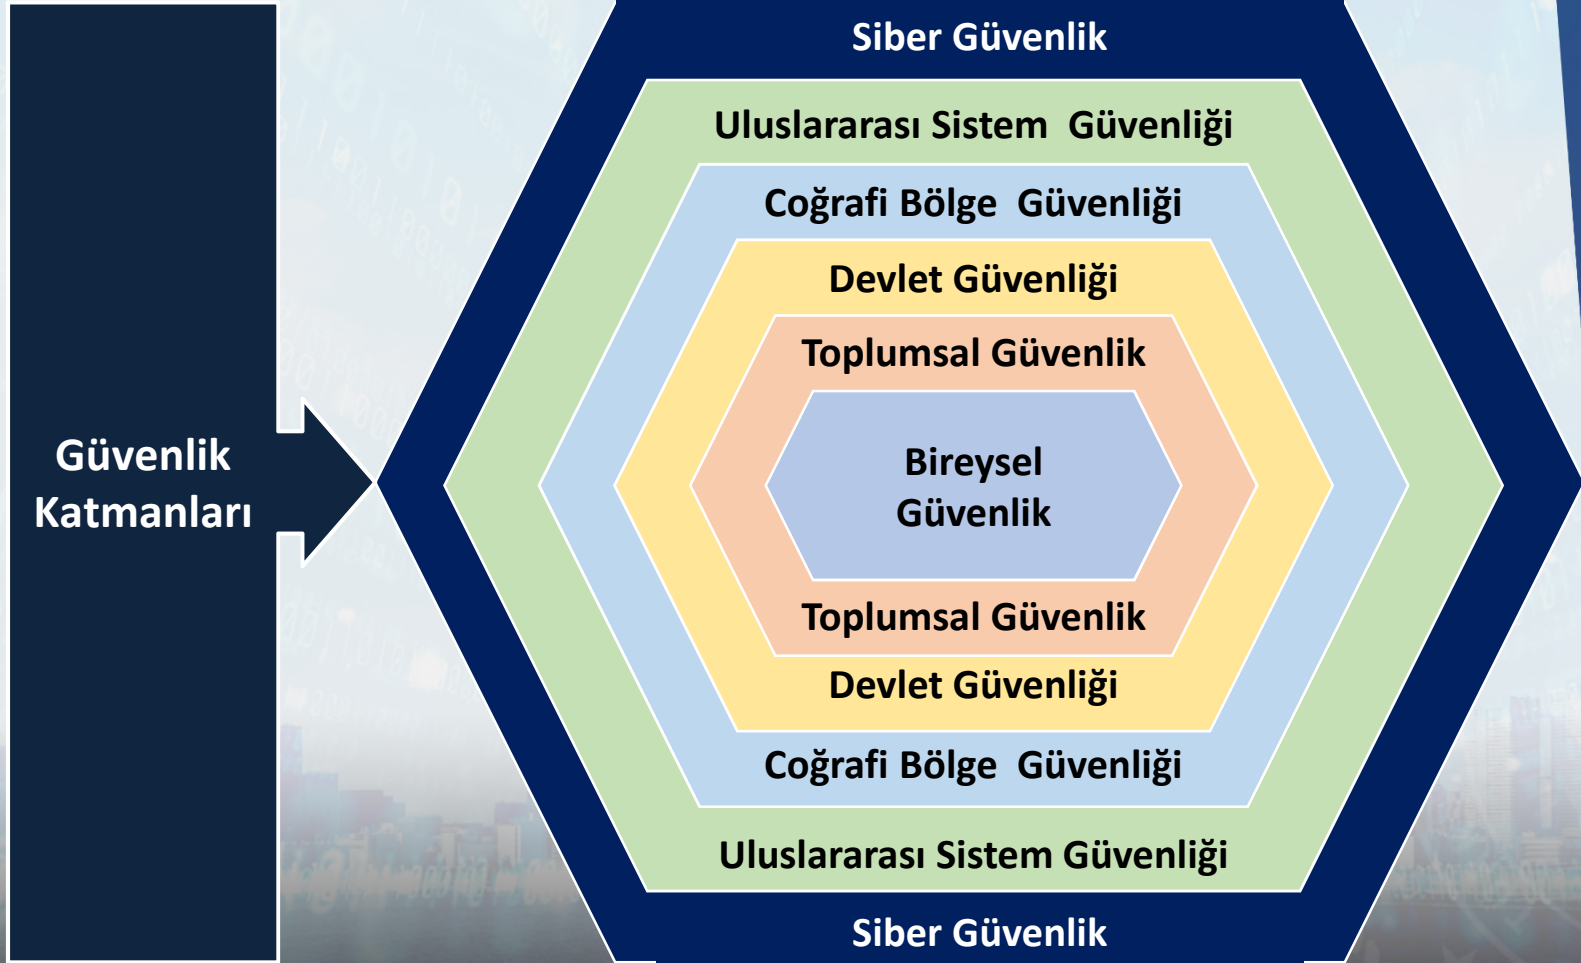 Güvenlik
Katmanları
Siber Güvenlik
Uluslararası Sistem  Güvenliği
Coğrafi Bölge  Güvenliği
Devlet Güvenliği
Toplumsal Güvenlik
Bireysel
Güvenlik
Toplumsal Güvenlik
Devlet Güvenliği
Coğrafi Bölge  Güvenliği
Uluslararası Sistem Güvenliği
Siber Güvenlik